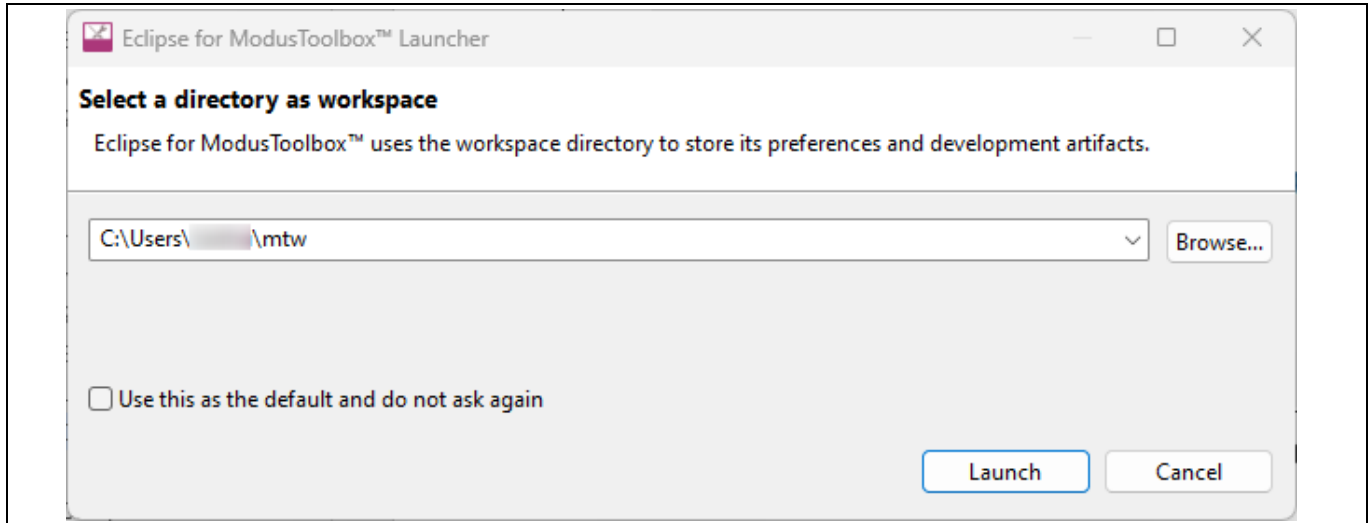 Eclipse for ModusToolbox™ Launcher
Select a directory as workspace
Eclipse for ModusToolbox™ uses the workspace directory to store its preferences and development artifacts.
C:\Users\ \mtw
Browse...
Use this as the default and do not ask again
Launch
Cancel